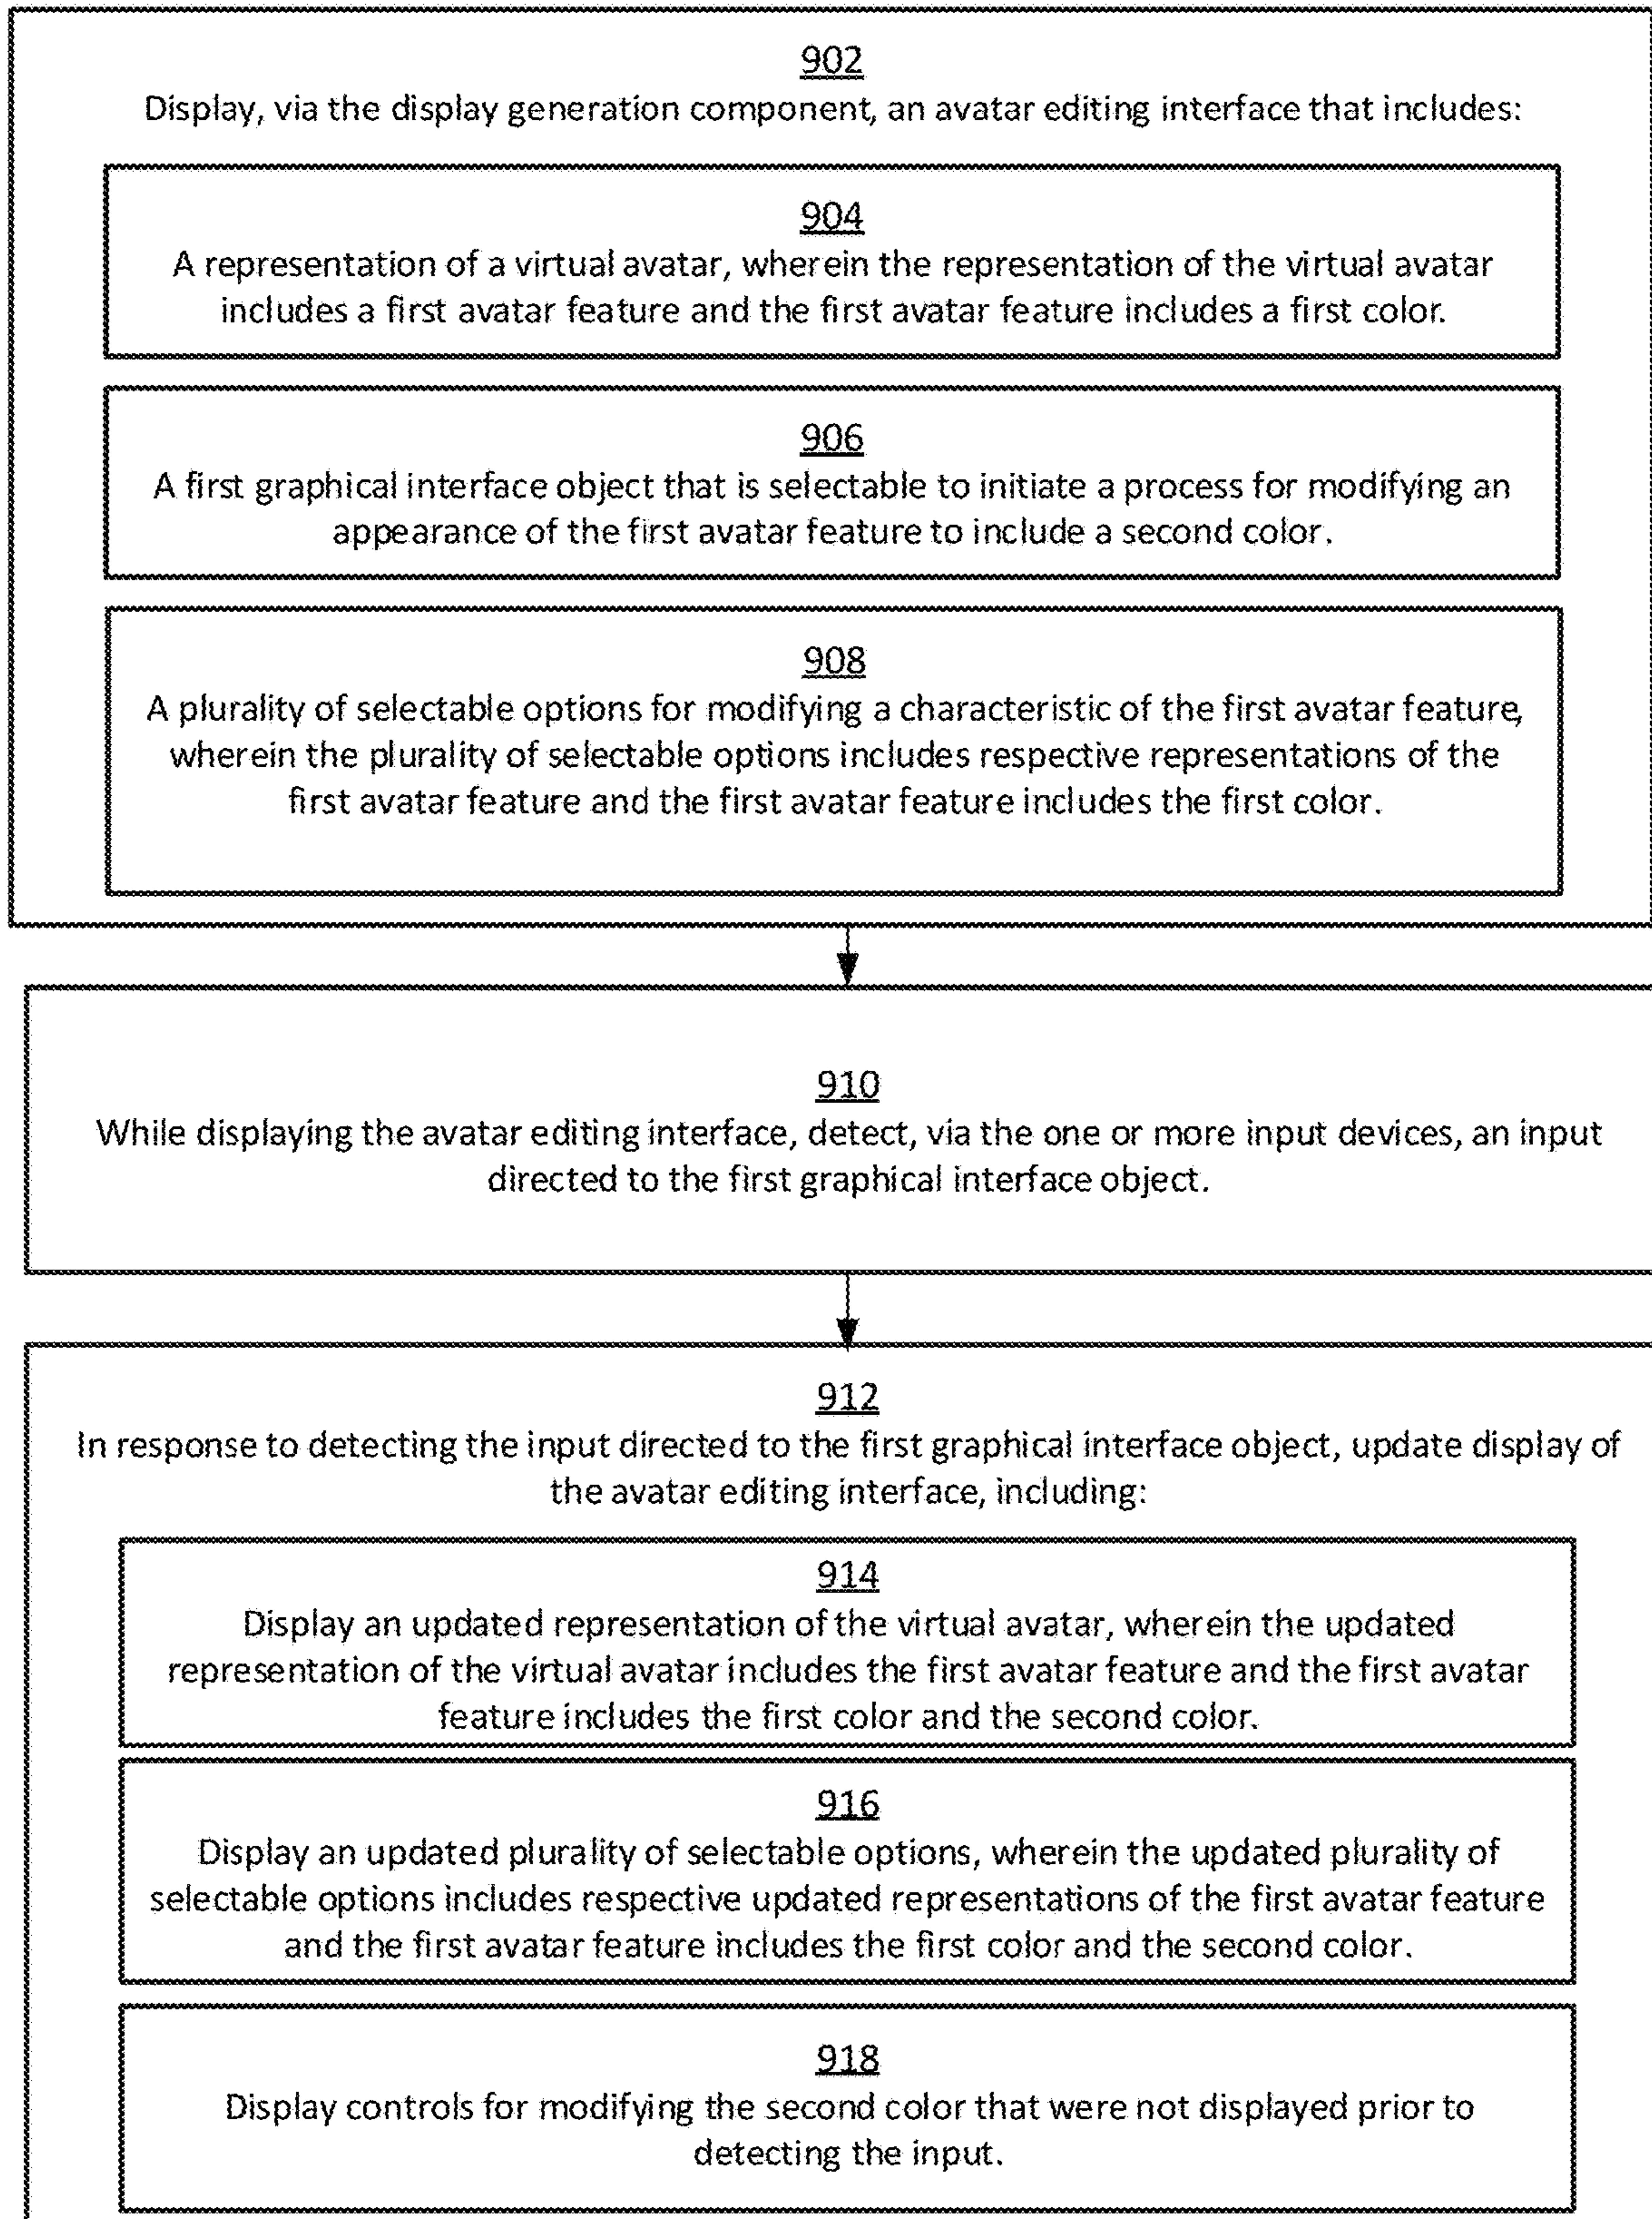 902
Display, via the display generation component, an avatar editing interface that includes:
904
A representation of a virtual avatar, wherein the representation of the virtual avatar
includes a first avatar feature and the first avatar feature includes a first color.
906
A first graphical interface object that is selectable to initiate a process for modifying an
appearance of the first avatar feature to include a second color.
908
A plurality of selectable options for modifying a characteristic of the first avatar feature,
wherein the plurality of selectable options includes respective representations of the
first avatar feature and the first avatar feature includes the first color.
910
While displaying the avatar editing interface, detect, via the one or more input devices, an input
directed to the first graphical interface object.
912
In response to detecting the input directed to the first graphical interface object, update display of
the avatar editing interface, including:
914
Display an updated representation of the virtual avatar, wherein the updated
representation of the virtual avatar includes the first avatar feature and the first avatar
feature includes the first color and the second color.
916
Display an updated plurality of selectable options, wherein the updated plurality of
selectable options includes respective updated representations of the first avatar feature
and the first avatar feature includes the first color and the second color.
918
Display controls for modifying the second color that were not displayed prior to
detecting the input.